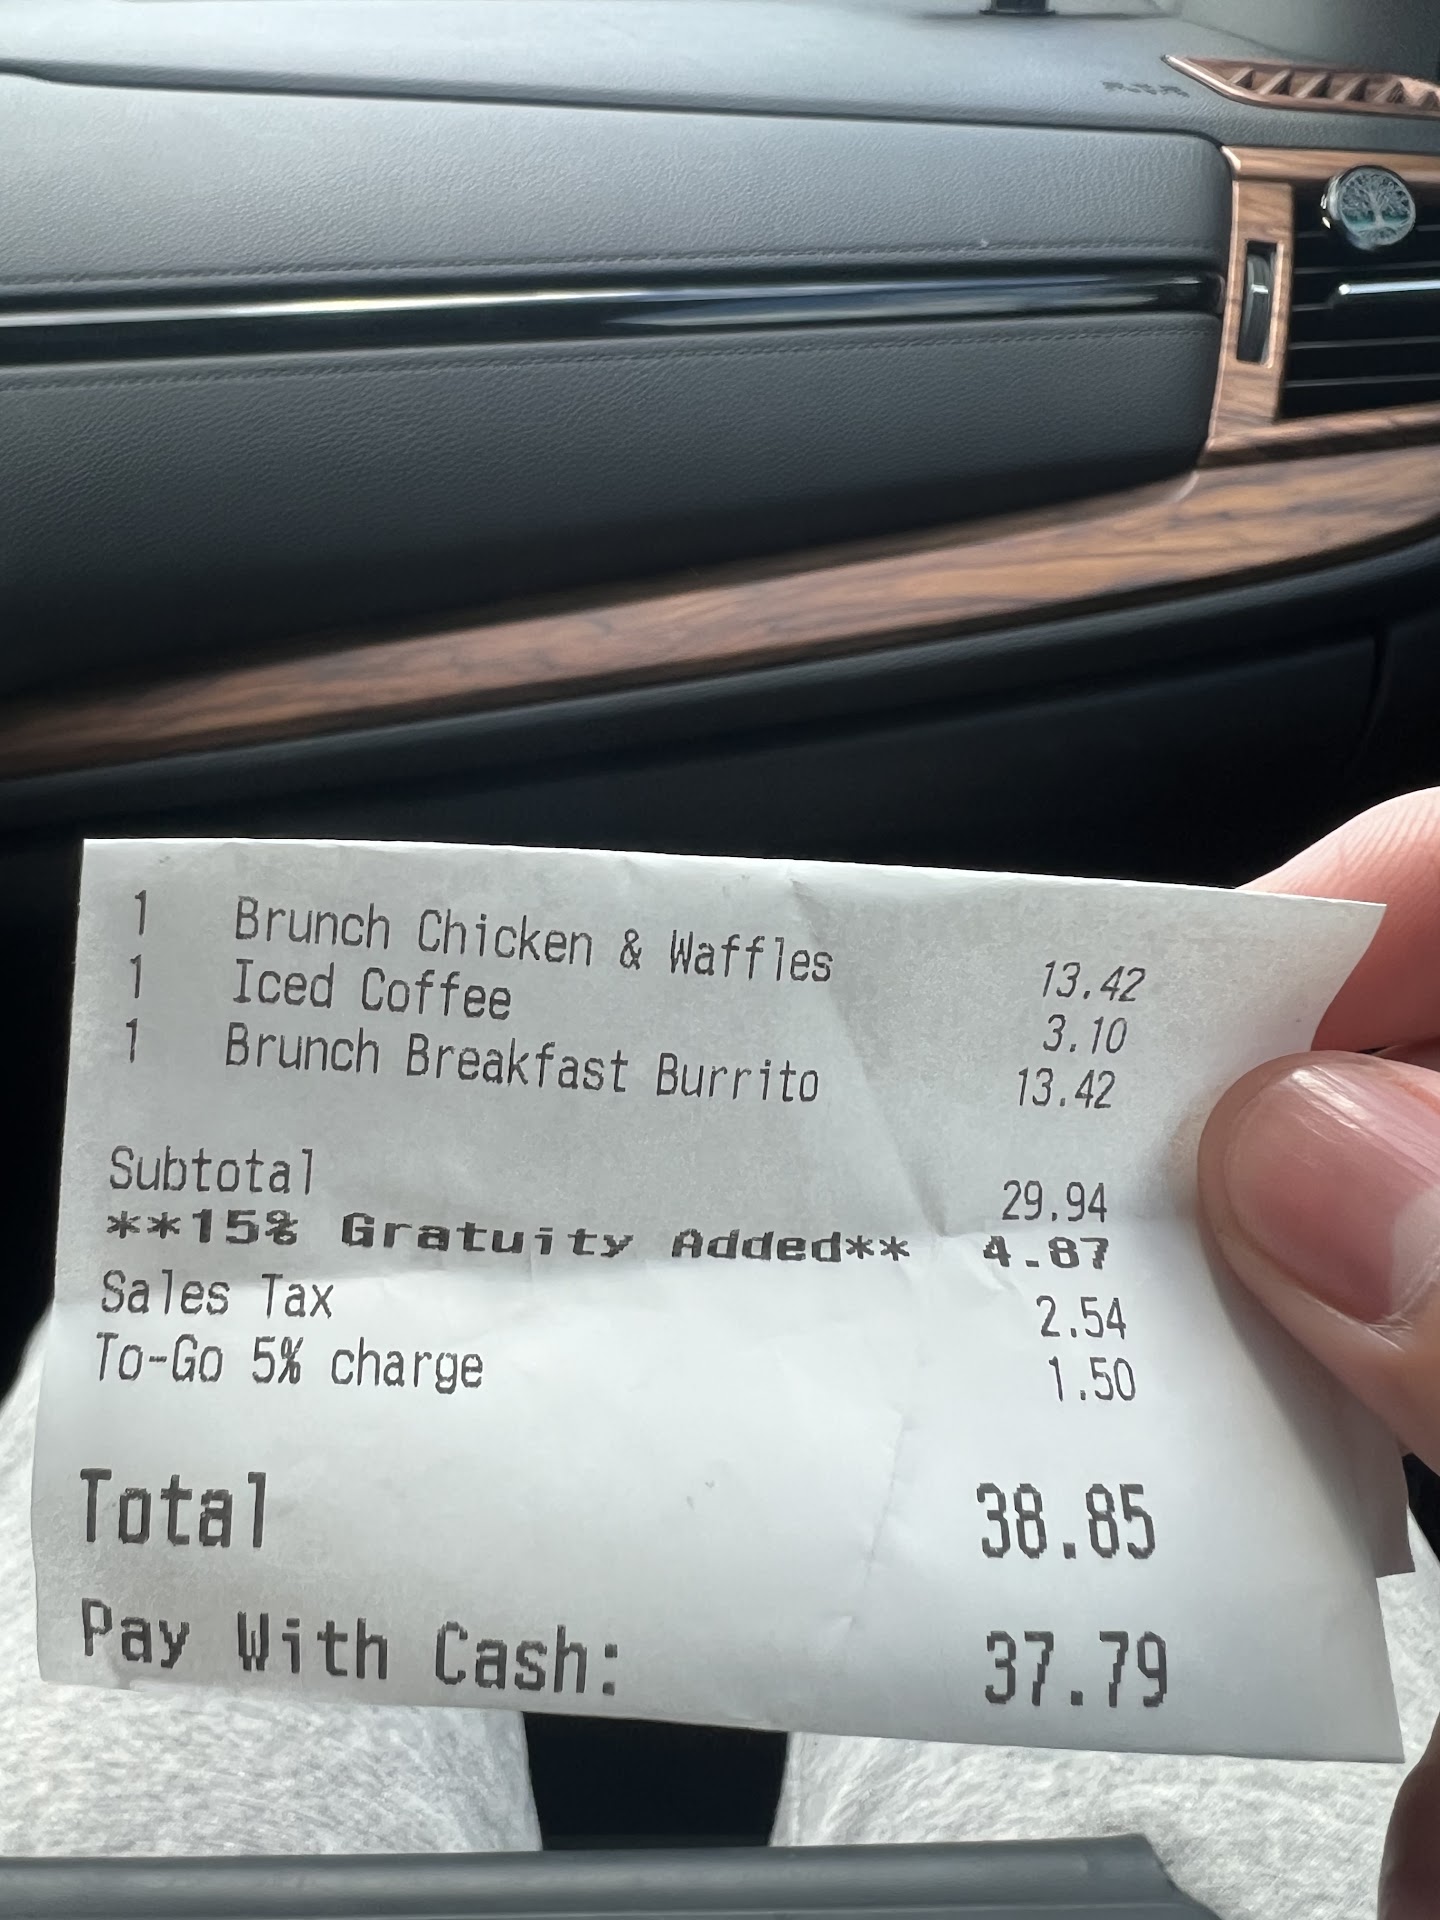 1 Brunch Chicken & Waffles 13.42
1 Iced Coffee 3.10
1 Brunch Breakfast Burrito 13.42
Subtotal 29.94
**15% Gratuity Added** 4.87
Sales Tax 2.54
To-Go 5% charge 1.50
Total 38.85
Pay With Cash: 37.79